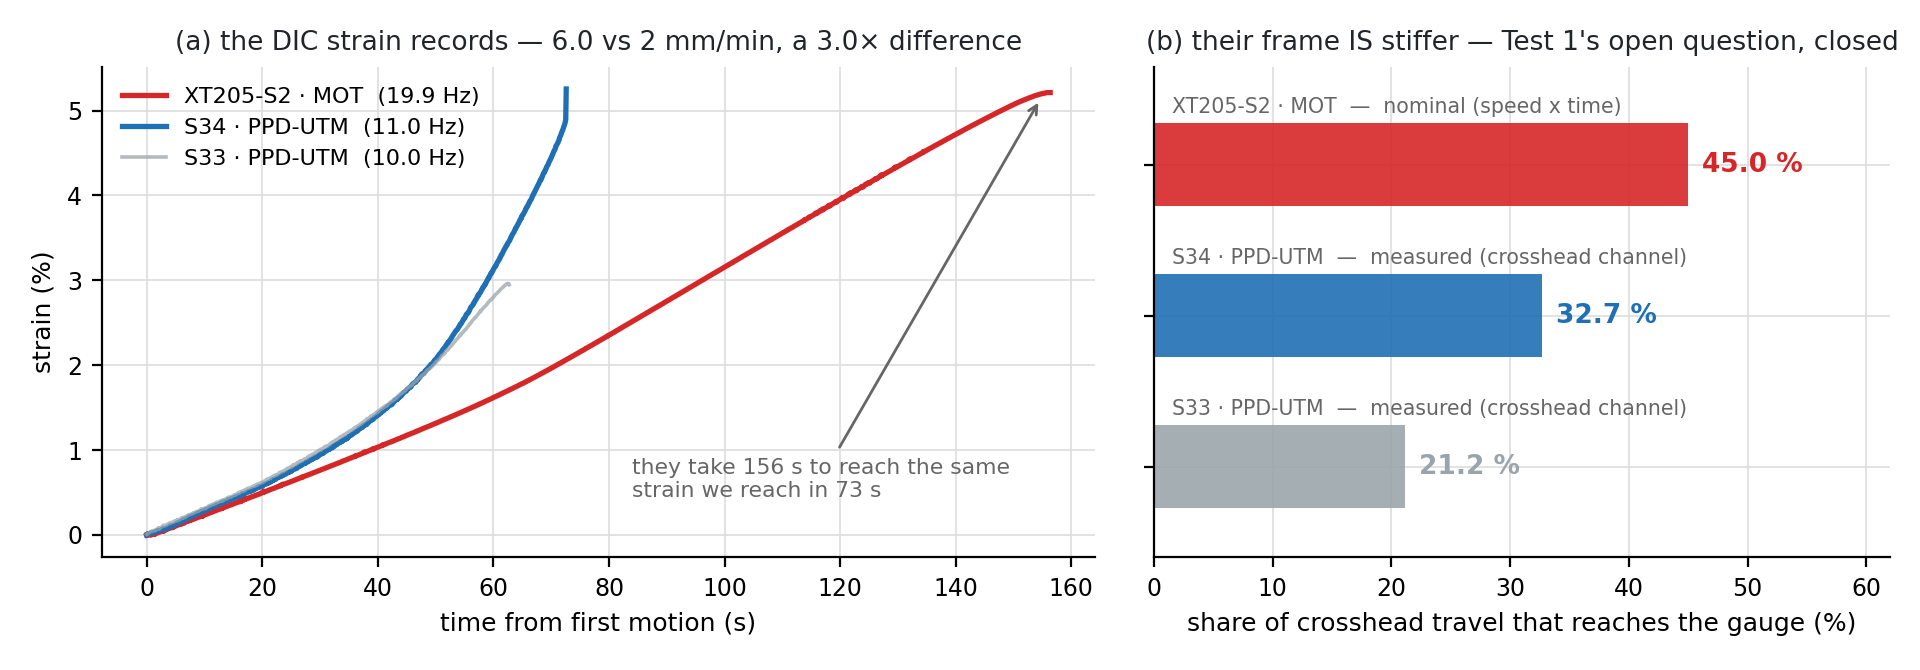 (a) the DIC strain records — 6.0 vs 2 mm/min, a 3.0× difference
XT205-S2 · MOT (19.9 Hz)
S34 · PPD-UTM (11.0 Hz)
S33 · PPD-UTM (10.0 Hz)
they take 156 s to reach the same
strain we reach in 73 s
strain (%)
5
4
3
2
1
0
0 20 40 60 80 100 120 140 160
time from first motion (s)
(b) their frame IS stiffer — Test 1's open question, closed
XT205-S2 · MOT — nominal (speed x time)
45.0 %
S34 · PPD-UTM — measured (crosshead channel)
32.7 %
S33 · PPD-UTM — measured (crosshead channel)
21.2 %
0 10 20 30 40 50 60
share of crosshead travel that reaches the gauge (%)